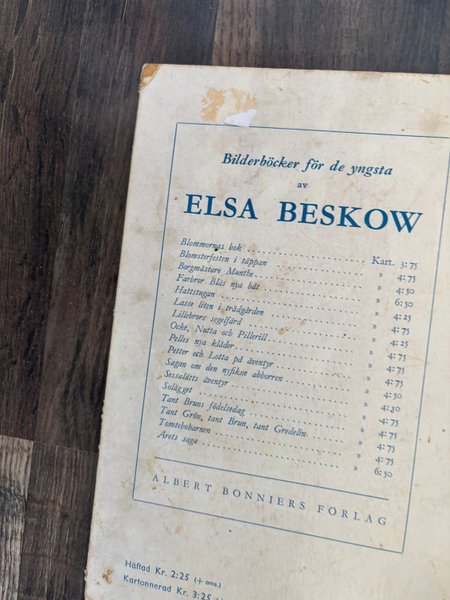 Bilderböcker för de yngsta
av
ELSA BESKOW
Blommornas bok ........ Katt. 3:75
Blomsterfesten i täppan ........ » 4:75
Bergmästare Munthe ........ » 4:50
Farbror Blås nya båt ........ » 6:50
Hattstugan ........ » 4:25
Lasse liten i trädgården ........ » 4:75
Lillebrors segelfärd ........ » 4:25
Ocke, Nutta och Pillerill ........ » 4:75
Pelles nya kläder ........ » 4:75
Petter och Lotta på äventyr ........ » 4:75
Sagan om den nyfikne abborren ........ » 4:50
Sessalätts äventyr ........ » 4:50
Solägget ........ » 4:75
Tant Bruns födelsedag ........ » 4:75
Tant Grön, tant Brun, tant Gredelin ........ » 4:75
Tomtebobarnen ........ » 4:75
Årets saga ........ » 6:50
ALBERT BONNIERS FÖRLAG
Häftad Kr. 2:25 (+ oms.)
Kartonnerad Kr. 3:25